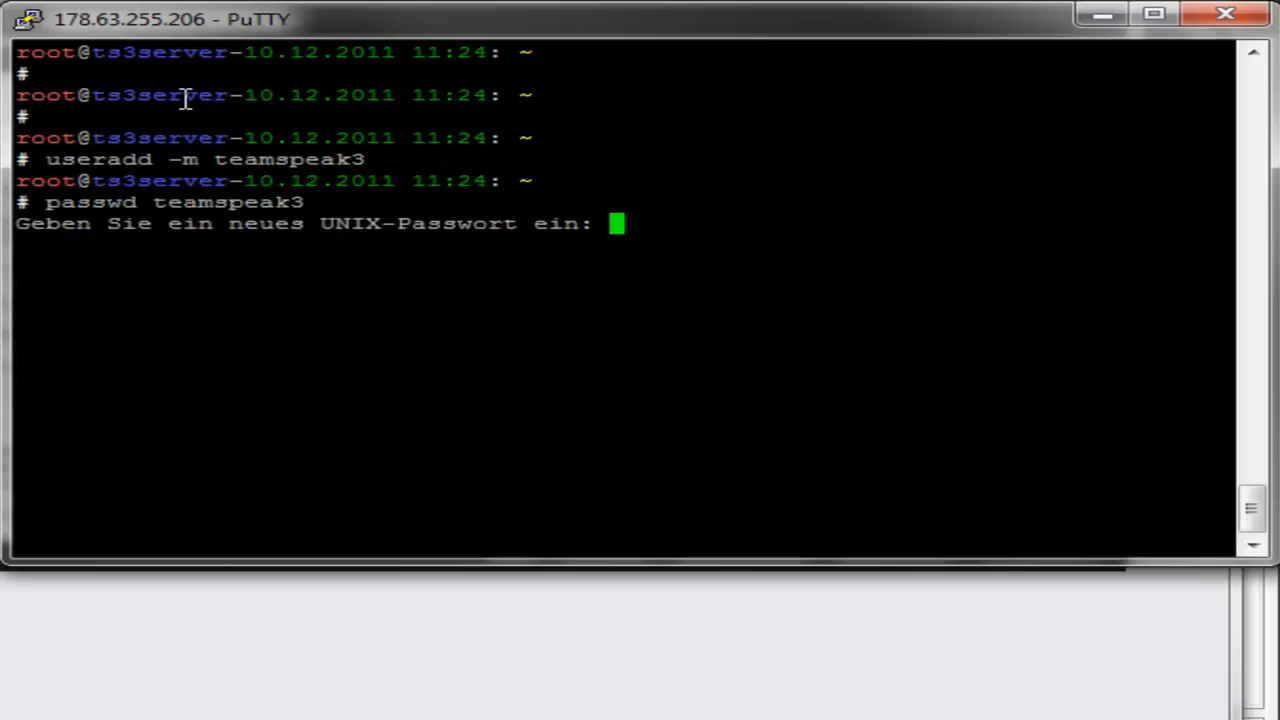 178.63.255.206 - PuTTY
root@ts3server-10.12.2011 11:24: ~
#
root@ts3server-10.12.2011 11:24: ~
#
root@ts3server-10.12.2011 11:24: ~
# useradd -m teamspeak3
root@ts3server-10.12.2011 11:24: ~
# passwd teamspeak3
Geben Sie ein neues UNIX-Passwort ein: